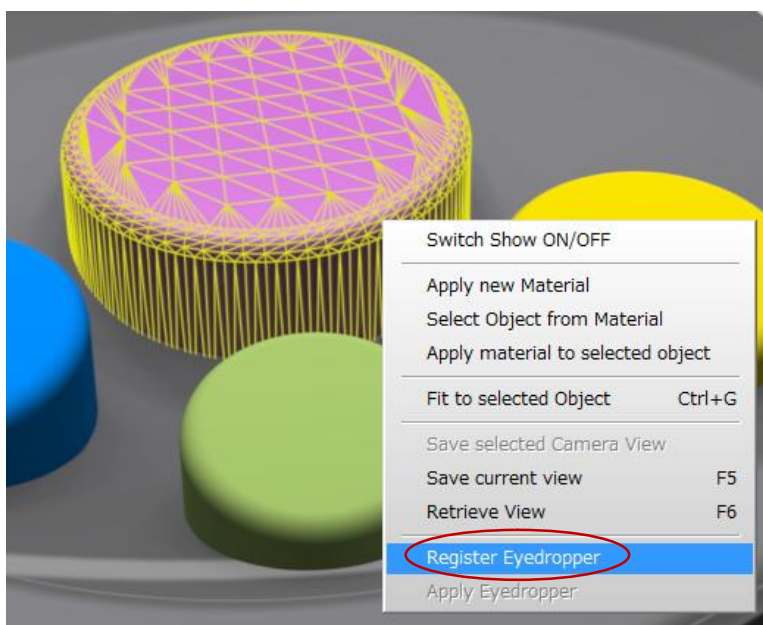 Switch Show ON/OFF
Apply new Material
Select Object from Material
Apply material to selected object
Fit to selected Object Ctrl+G
Save selected Camera View
Save current view F5
Retrieve View F6
Register Eyedropper
Apply Eyedropper